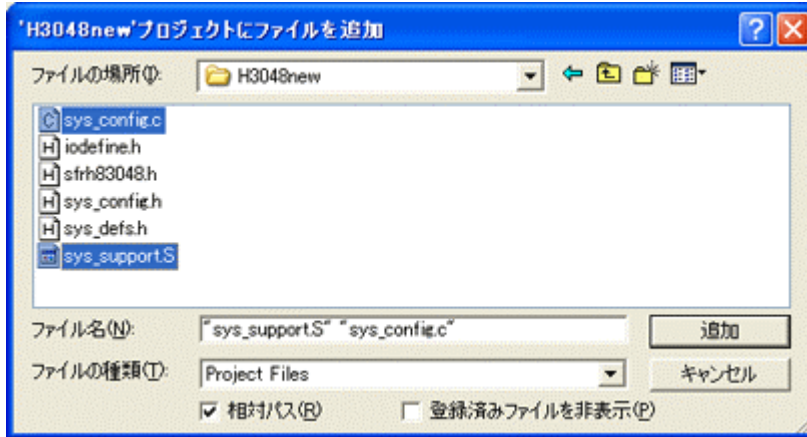 'H3048new'プロジェクトにファイルを追加
ファイルの場所(I):
H3048new
sys_config.c
iodefine.h
sfrh83048.h
sys_config.h
sys_defs.h
sys_support.S
ファイル名(N):
"sys_support.S" "sys_config.c"
追加
ファイルの種類(T):
Project Files
キャンセル
相対パス(R)
登録済みファイルを非表示(P)